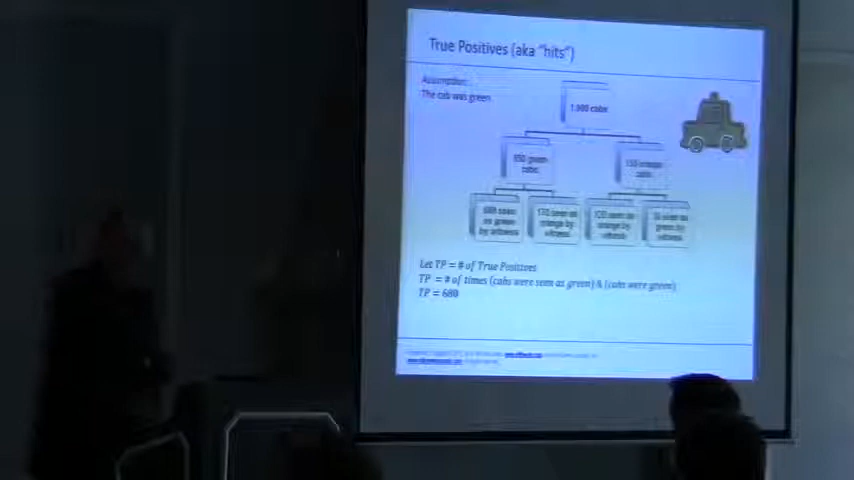 True Positives (aka "hits")
Assumption:
The cab was green
1,000 cabs
850 green
cabs
150 orange
cabs
680 seen
as green
by witness
170 seen as
orange by
witness
120 seen as
orange by
witness
30 seen as
green by
witness
Let TP = # of True Positives
TP = # of times (cabs were seen as green) & (cabs were green)
TP = 680